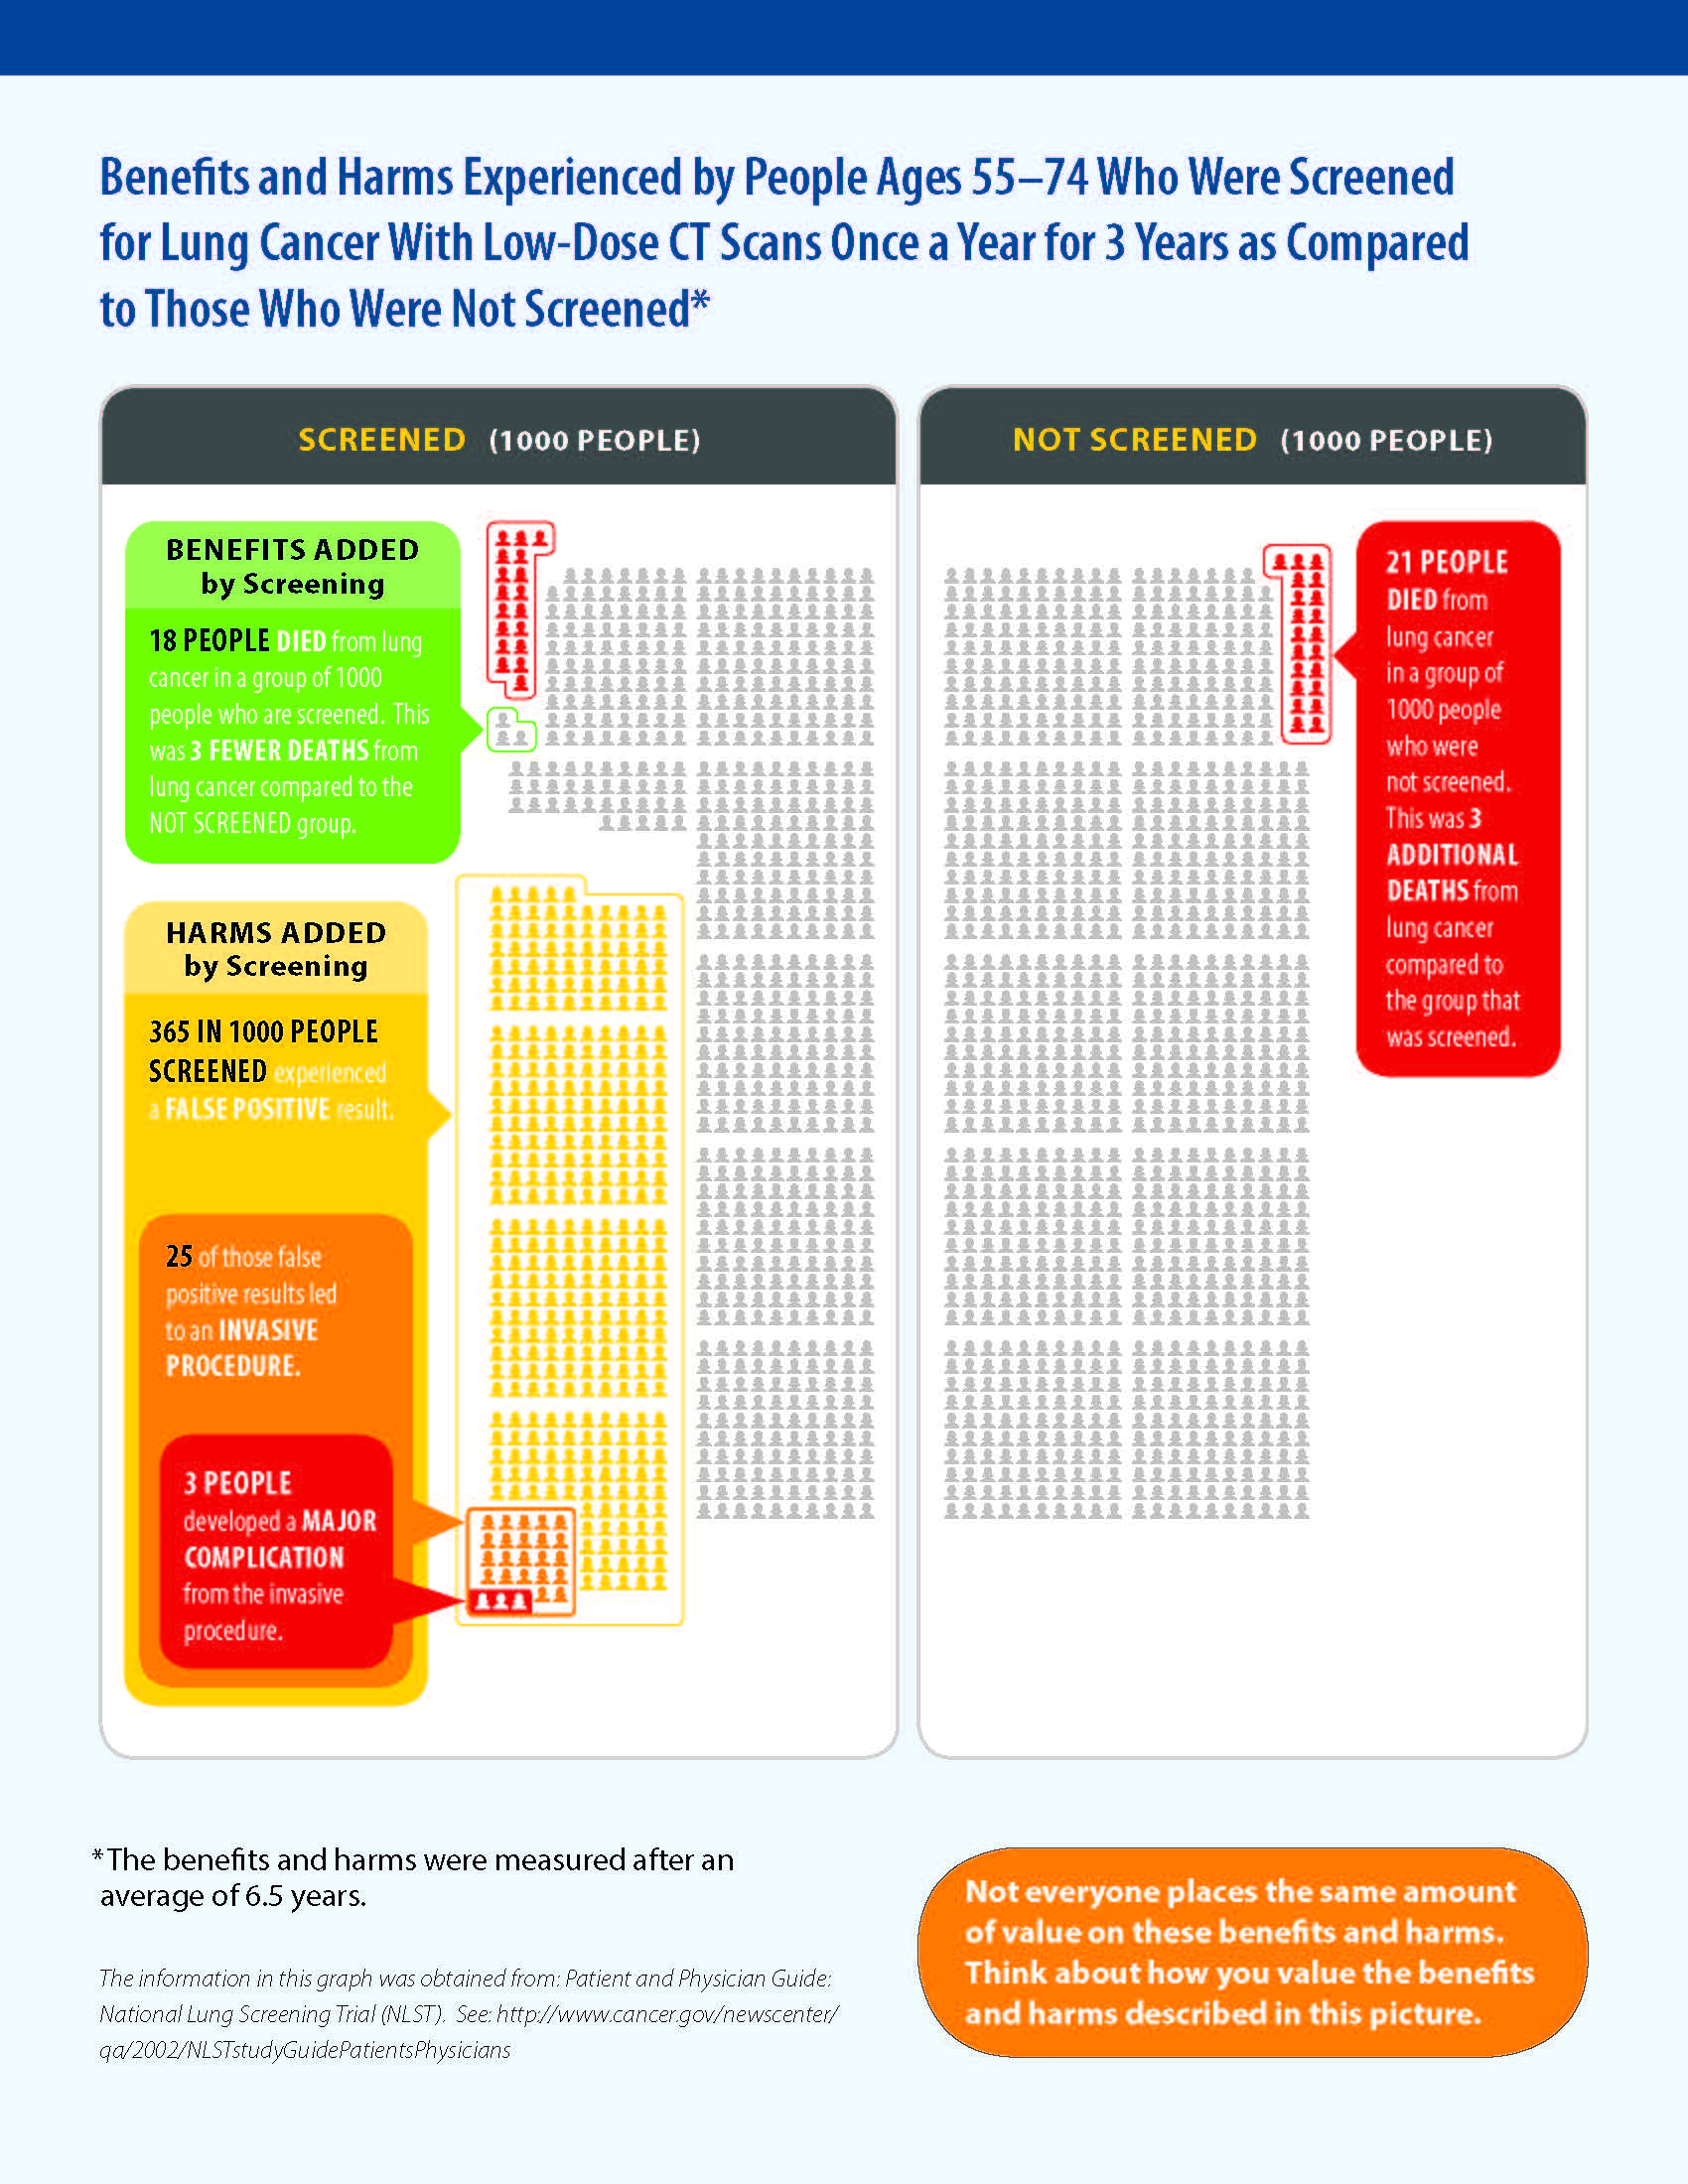 Benefits and Harms Experienced by People Ages 55–74 Who Were Screened
for Lung Cancer With Low-Dose CT Scans Once a Year for 3 Years as Compared
to Those Who Were Not Screened*
SCREENED (1000 PEOPLE)
BENEFITS ADDED
by Screening
18 PEOPLE DIED from lung
cancer in a group of 1000
people who are screened. This
was 3 FEWER DEATHS from
lung cancer compared to the
NOT SCREENED group.
HARMS ADDED
by Screening
365 IN 1000 PEOPLE
SCREENED experienced
a FALSE POSITIVE result.
25 of those false
positive results led
to an INVASIVE
PROCEDURE.
3 PEOPLE
developed a MAJOR
COMPLICATION
from the invasive
procedure.
NOT SCREENED (1000 PEOPLE)
21 PEOPLE
DIED from
lung cancer
in a group of
1000 people
who were
not screened.
This was 3
ADDITIONAL
DEATHS from
lung cancer
compared to
the group that
was screened.
*The benefits and harms were measured after an
average of 6.5 years.
The information in this graph was obtained from: Patient and Physician Guide:
National Lung Screening Trial (NLST). See: http://www.cancer.gov/newscenter/
qa/2002/NLSTstudyGuidePatientsPhysicians
Not everyone places the same amount
of value on these benefits and harms.
Think about how you value the benefits
and harms described in this picture.